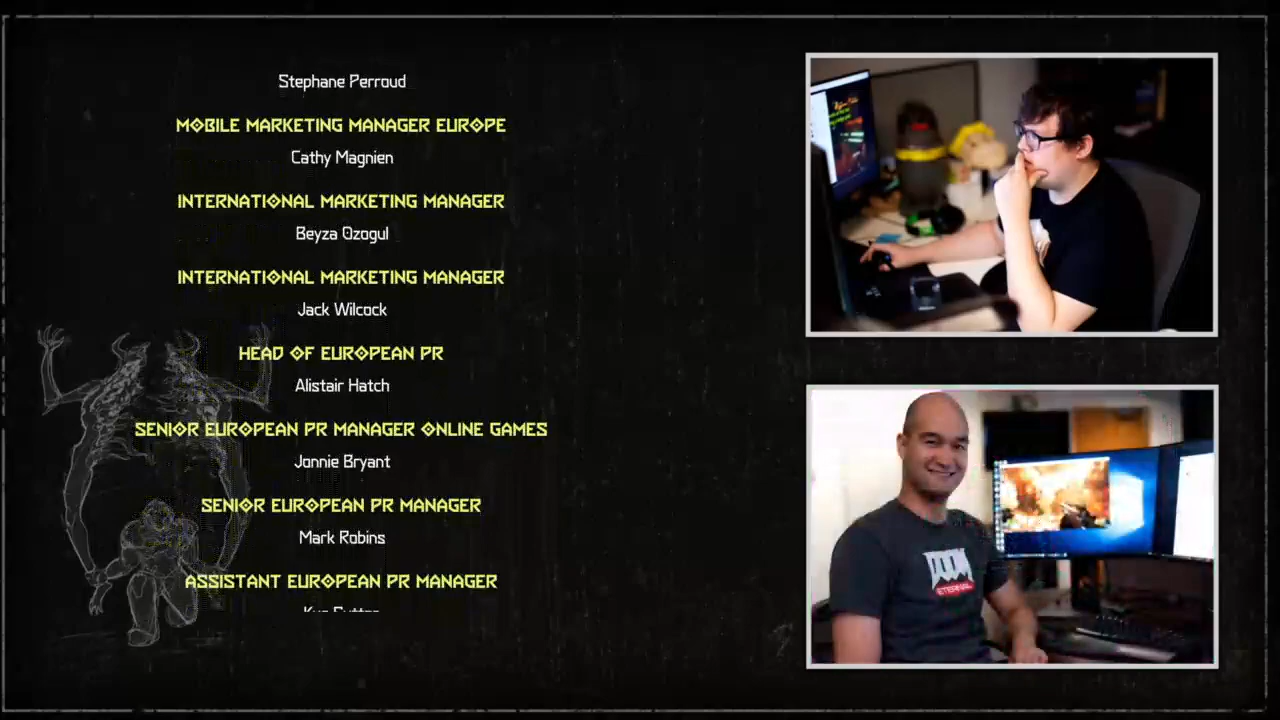 Stephane Perroud
MOBILE MARKETING MANAGER EUROPE
Cathy Magnien
INTERNATIONAL MARKETING MANAGER
Beyza Ozogul
INTERNATIONAL MARKETING MANAGER
Jack Wilcock
HEAD OF EUROPEAN PR
Alistair Hatch
SENIOR EUROPEAN PR MANAGER ONLINE GAMES
Jonnie Bryant
SENIOR EUROPEAN PR MANAGER
Mark Robins
ASSISTANT EUROPEAN PR MANAGER
DOOM
ETERNAL